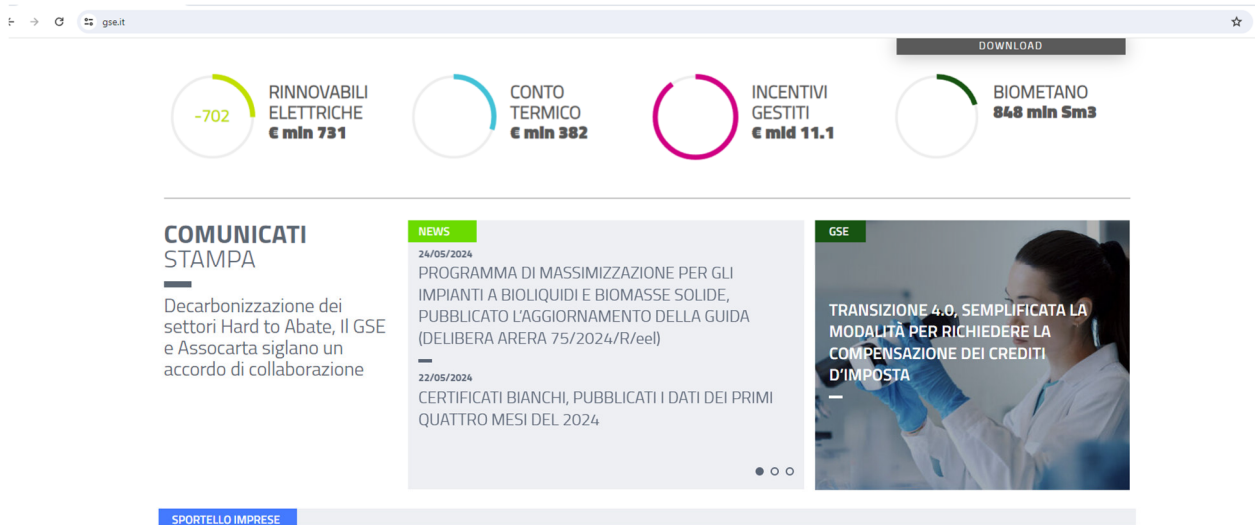 gse.it
DOWNLOAD
-702
RINNOVABILI
ELETTRICHE
€ mln 731
CONTO
TERMICO
€ mln 382
INCENTIVI
GESTITI
€ mld 11.1
BIOMETANO
848 mln Sm3
COMUNICATI
STAMPA
Decarbonizzazione dei
settori Hard to Abate, Il GSE
e Assocarta siglano un
accordo di collaborazione
NEWS
24/05/2024
PROGRAMMA DI MASSIMIZZAZIONE PER GLI
IMPIANTI A BIOLIQUIDI E BIOMASSE SOLIDE,
PUBBLICATO L’AGGIORNAMENTO DELLA GUIDA
(DELIBERA ARERA 75/2024/R/eel)
22/05/2024
CERTIFICATI BIANCHI, PUBBLICATI I DATI DEI PRIMI
QUATTRO MESI DEL 2024
GSE
TRANSIZIONE 4.0, SEMPLIFICATA LA
MODALITÀ PER RICHIEDERE LA
COMPENSAZIONE DEI CREDITI
D’IMPOSTA
SPORTELLO IMPRESE